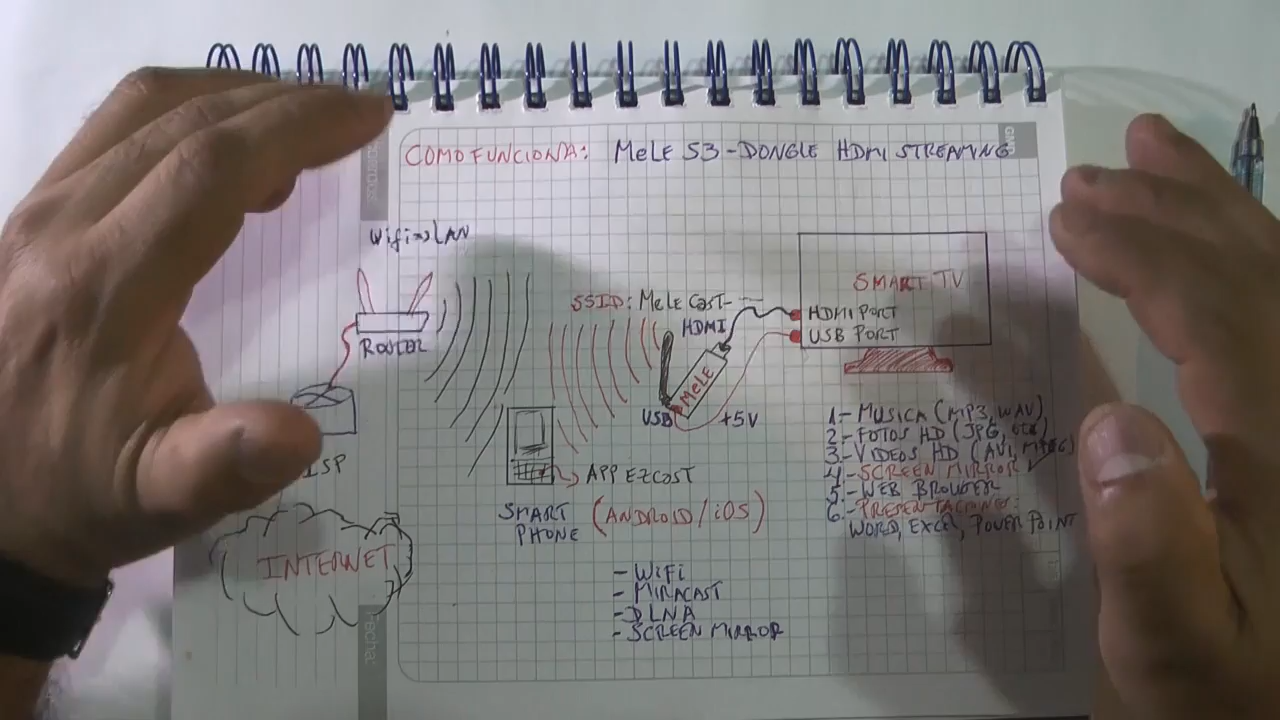 COMO FUNCIONA: MeLE S3-DONGLE HDMI STREAMING
Wifi=>LAN
ROUTER
ISP
INTERNET
SSID: MeLe Cast-
HDMI
MeLE
USB
+5V
SMART TV
HDMI PORT
USB PORT
APP EZCAST
SMART PHONE (ANDROID/iOS)
- WiFi
- MIRACAST
- DLNA
- SCREEN MIRROR
1.- MUSICA (MP3, WAV)
2.- FOTOS HD (JPG, etc)
3.- VIDEOS HD (AVI, MPEG)
4.- SCREEN MIRROR
5.- WEB BROWSER
6.- PRESENTACIONES:
WORD, EXCEL, POWER POINT
Fecha: